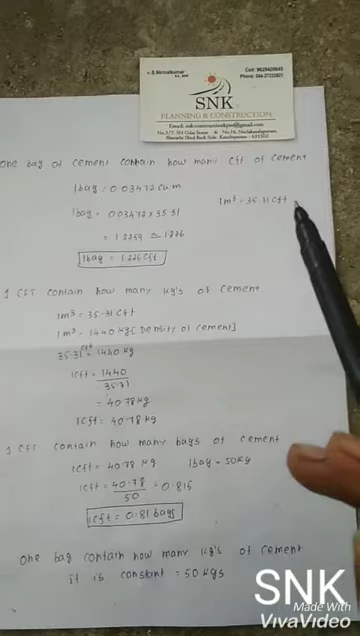 S.Nirmalkumar
Cell: 9629429645
SNK
PLANNING & CONSTRUCTION
One bag of cement contain how many cft of cement
1bag = 0.03472 cu.m
1m³ = 35.31 cft
1bag = 0.03472 x 35.31
= 1.2259 ≃ 1.226
1bag = 1.226 cft
1 CFT contain how many kg's of cement
1m³ = 35.31 cft
1m³ = 1440 kg [Density of cement]
35.31 cft = 1440 kg
1cft = 1440
35.31
= 40.78 kg
1cft = 40.78 kg
1 CFT contain how many bags of cement
1cft = 40.78 kg 1bag = 50kg
1cft = 40.78 = 0.815
50
1cft = 0.81 bags
One bag contain how many kg's of cement
it is constant = 50 kgs
SNK
Made With
VivaVideo